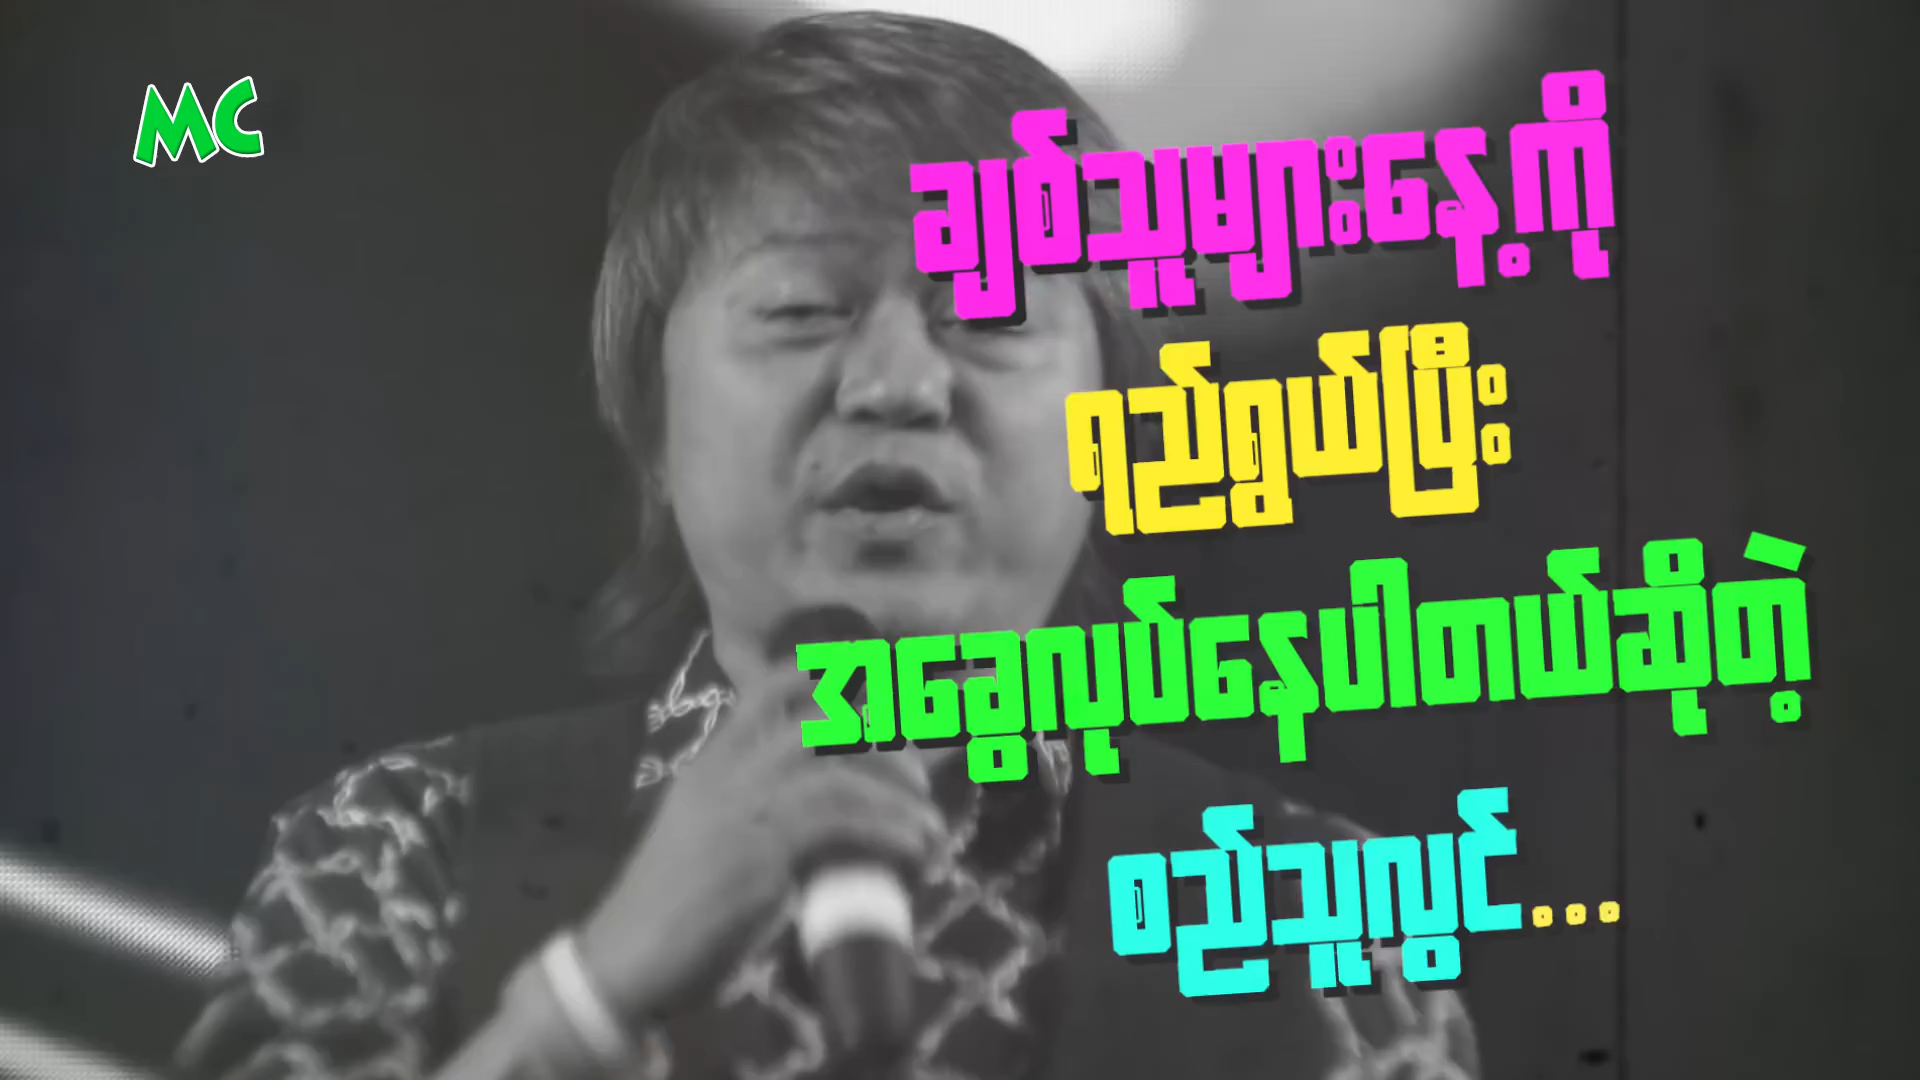 MC
ချစ်သူများနေ့ကို
ရည်ရွယ်ပြီး
အခွေလုပ်နေပါတယ်ဆိုတဲ့
စည်သူလွင်...